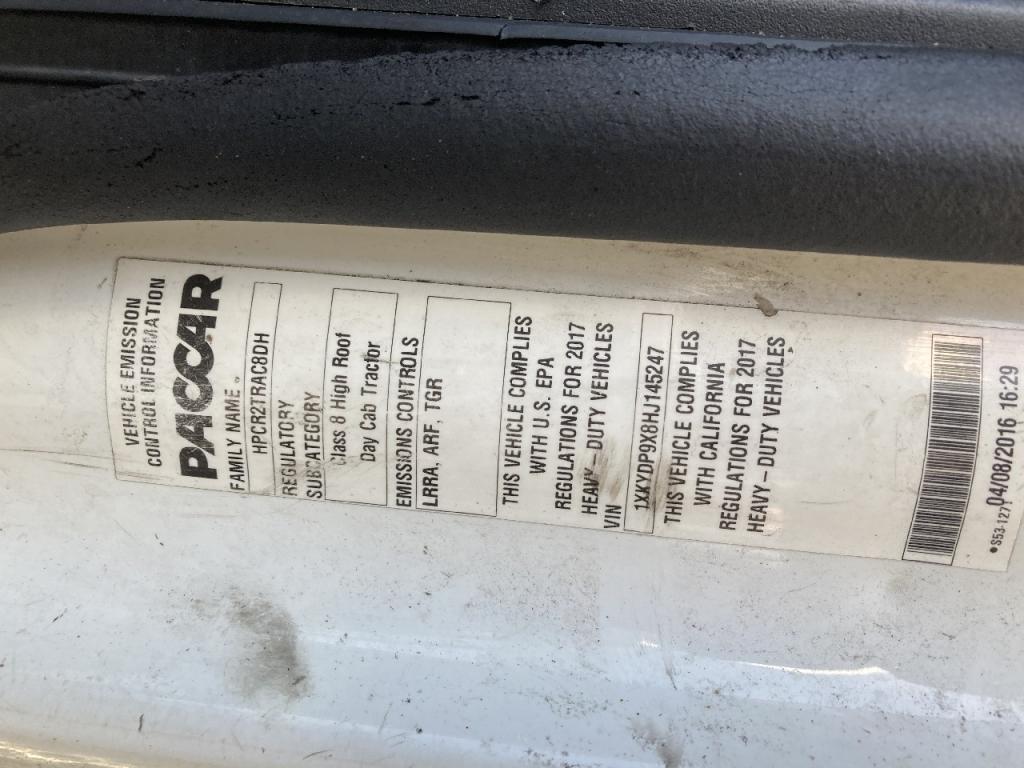 VEHICLE EMISSION
CONTROL INFORMATION
PACCAR
FAMILY NAME
HPCR2TRAC8DH
REGULATORY
SUBCATEGORY
Class 8 High Roof
Day Cab Tractor
EMISSIONS CONTROLS
LRRA, ARF, TGR
THIS VEHICLE COMPLIES
WITH U.S. EPA
REGULATIONS FOR 2017
HEAVY – DUTY VEHICLES
VIN
1XKYDP9X8HJ145247
THIS VEHICLE COMPLIES
WITH CALIFORNIA
REGULATIONS FOR 2017
HEAVY – DUTY VEHICLES
●S53-127
04/08/2016 16:29